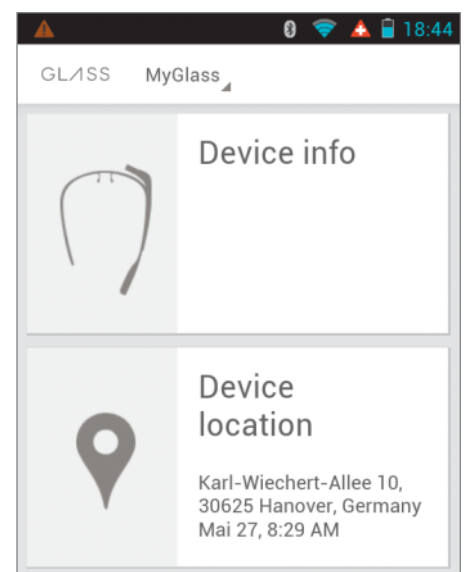 18:44
GLASS MyGlass
Device info
Device
location
Karl-Wiechert-Allee 10,
30625 Hanover, Germany
Mai 27, 8:29 AM